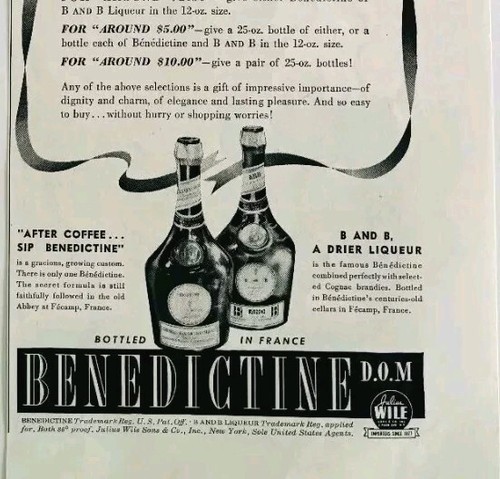 B AND B Liqueur in the 12-oz. size.
FOR "AROUND $5.00"—give a 25-oz. bottle of either, or a
bottle each of Bénédictine and B AND B in the 12-oz. size.
FOR "AROUND $10.00"—give a pair of 25-oz. bottles!
Any of the above selections is a gift of impressive importance—of
dignity and charm, of elegance and lasting pleasure. And so easy
to buy...without hurry or shopping worries!
"AFTER COFFEE...
SIP BENEDICTINE"
is a gracious, growing custom.
There is only one Bénédictine.
The secret formula is still
faithfully followed in the old
Abbey at Fécamp, France.
B AND B,
A DRIER LIQUEUR
is the famous Bénédictine
combined perfectly with select-
ed Cognac brandies. Bottled
in Bénédictine's centuries-old
cellars in Fécamp, France.
BOTTLED IN FRANCE
BENEDICTINE D.O.M
Julius
WILE
IMPORTERS SINCE 1877
BENEDICTINE Trademark Reg. U. S. Pat. Off. · B AND B LIQUEUR Trademark Reg. applied
for. Both 86° proof. Julius Wile Sons & Co., Inc., New York, Sole United States Agents.